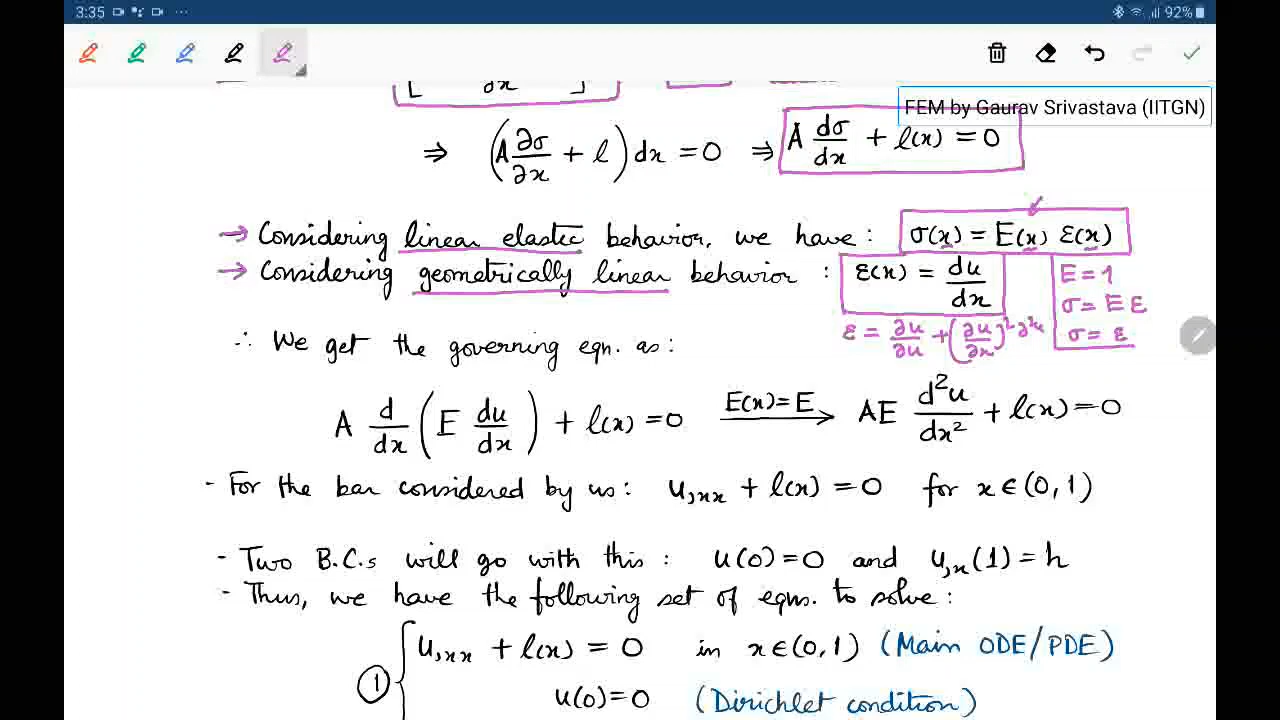 3:35 ... 92%
∂x
FEM by Gaurav Srivastava (IITGN)
⇒ (A ∂σ/∂x + l) dx = 0 ⇒ A dσ/dx + l(x) = 0
→ Considering linear elastic behavior, we have : σ(x) = E(x) ε(x)
→ Considering geometrically linear behavior : ε(x) = du/dx
E = 1
σ = E ε
σ = ε
ε = ∂u/∂u + (∂u/∂x)²
∴ We get the governing eqn. as :
A d/dx (E du/dx) + l(x) = 0 E(x) = E → AE d²u/dx² + l(x) = 0
- For the bar considered by us : u,xx + l(x) = 0 for x ∈ (0, 1)
- Two B.C.s will go with this : u(0) = 0 and u,x (1) = h
- Thus, we have the following set of eqns. to solve :
① { u,xx + l(x) = 0 in x ∈ (0, 1) (Main ODE/PDE)
u(0) = 0 (Dirichlet condition)